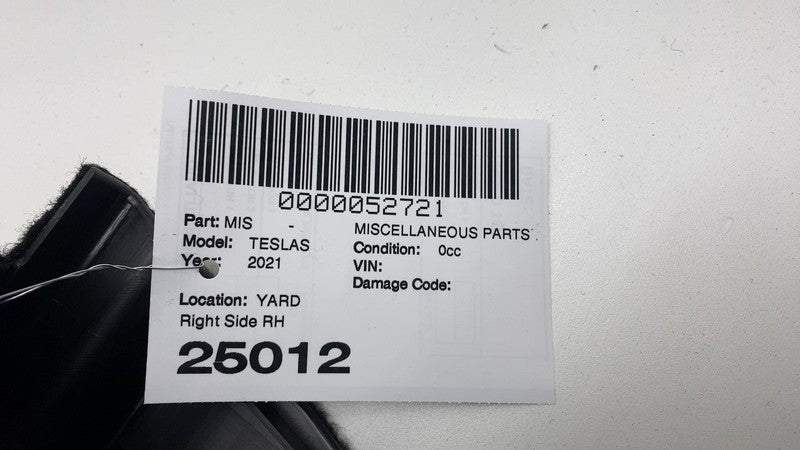 0000052721
Part: MIS - MISCELLANEOUS PARTS
Model: TESLAS Condition: 0cc
Year: 2021 VIN:
Damage Code:
Location: YARD
Right Side RH
25012